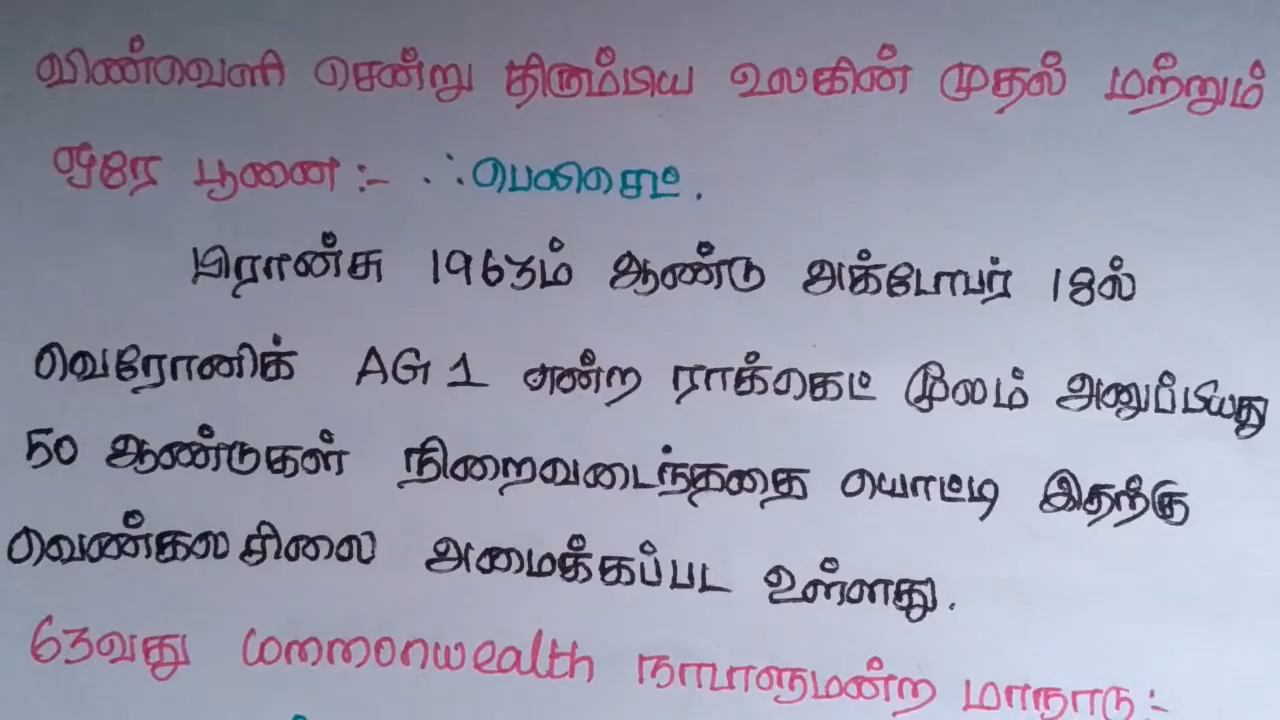 விண்வெளி சென்று திரும்பிய உலகின் முதல் மற்றும்
ஒரே பூனை :- ஃபெலிசெட்.
பிரான்சு 1963ம் ஆண்டு அக்டோபர் 18ல்
வெரோனிக் AG1 என்ற ராக்கெட் மூலம் அனுப்பியது
50 ஆண்டுகள் நிறைவடைந்ததை யொட்டி இதற்கு
வெண்கல சிலை அமைக்கப்பட உள்ளது.
63வது Commonwealth நாபாளுமன்ற மாநாடு :-